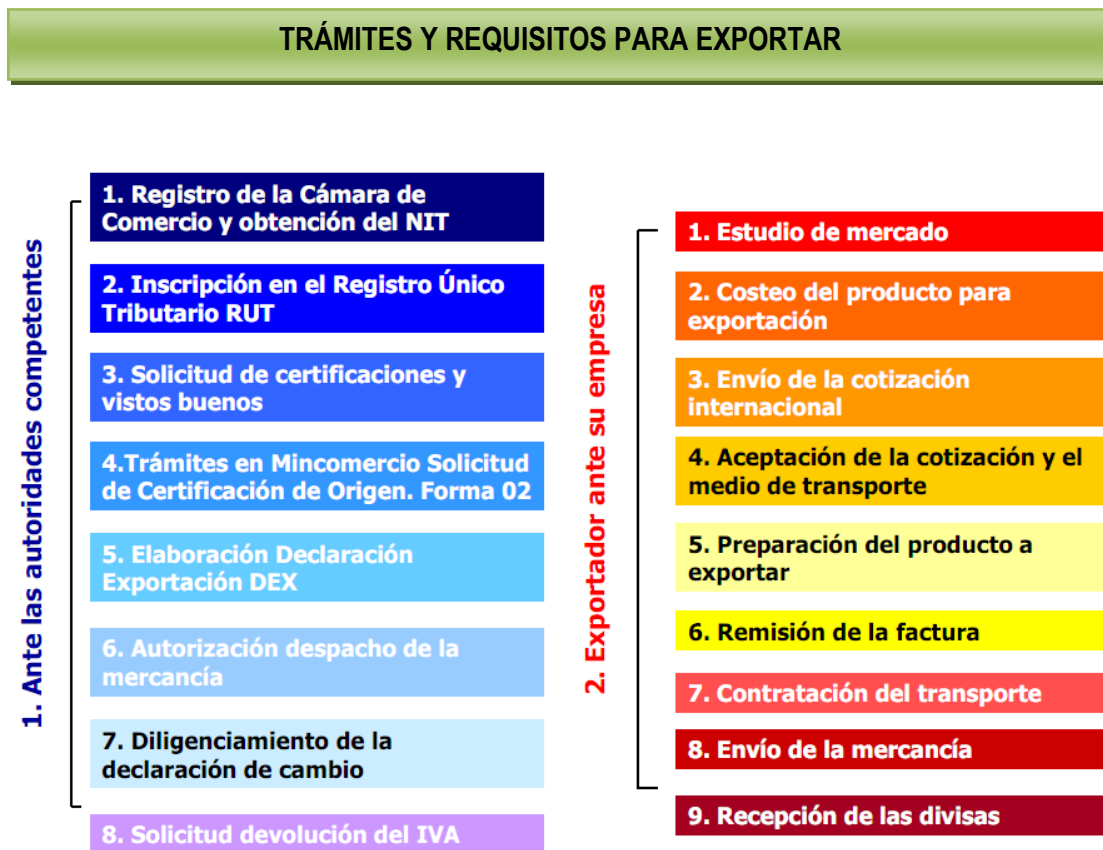 TRÁMITES Y REQUISITOS PARA EXPORTAR
1. Ante las autoridades competentes
1. Registro de la Cámara de
Comercio y obtención del NIT
2. Inscripción en el Registro Único
Tributario RUT
3. Solicitud de certificaciones y
vistos buenos
4.Trámites en Mincomercio Solicitud
de Certificación de Origen. Forma 02
5. Elaboración Declaración
Exportación DEX
6. Autorización despacho de la
mercancía
7. Diligenciamiento de la
declaración de cambio
8. Solicitud devolución del IVA
2. Exportador ante su empresa
1. Estudio de mercado
2. Costeo del producto para
exportación
3. Envío de la cotización
internacional
4. Aceptación de la cotización y el
medio de transporte
5. Preparación del producto a
exportar
6. Remisión de la factura
7. Contratación del transporte
8. Envío de la mercancía
9. Recepción de las divisas